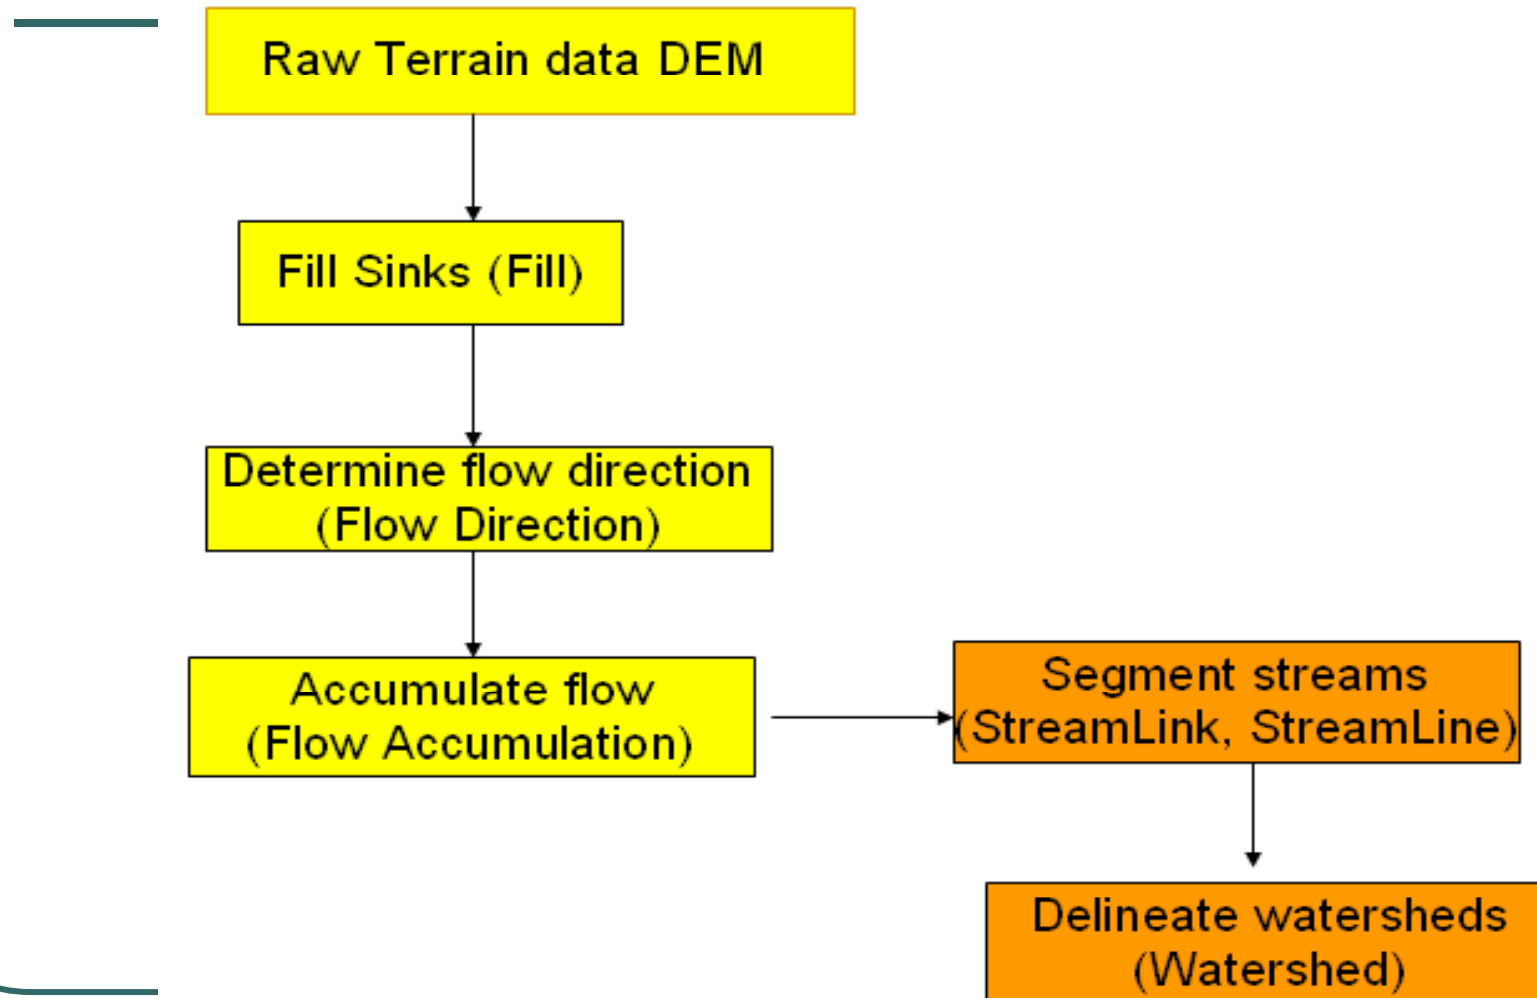 Raw Terrain data DEM
Fill Sinks (Fill)
Determine flow direction
(Flow Direction)
Accumulate flow
(Flow Accumulation)
Segment streams
(StreamLink, StreamLine)
Delineate watersheds
(Watershed)